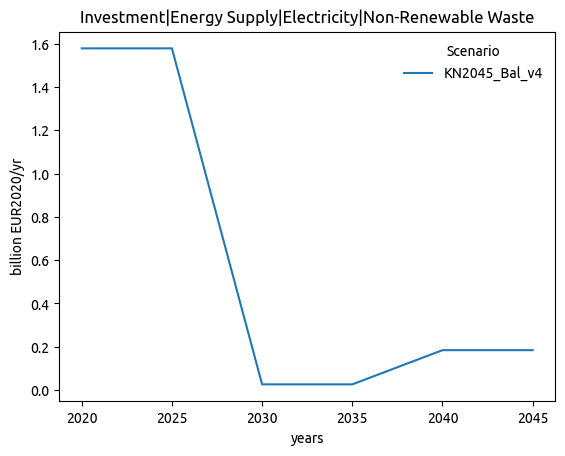 Investment|Energy Supply|Electricity|Non-Renewable Waste
Scenario
KN2045_Bal_v4
billion EUR2020/yr
1.6
1.4
1.2
1.0
0.8
0.6
0.4
0.2
0.0
2020 2025 2030 2035 2040 2045
years